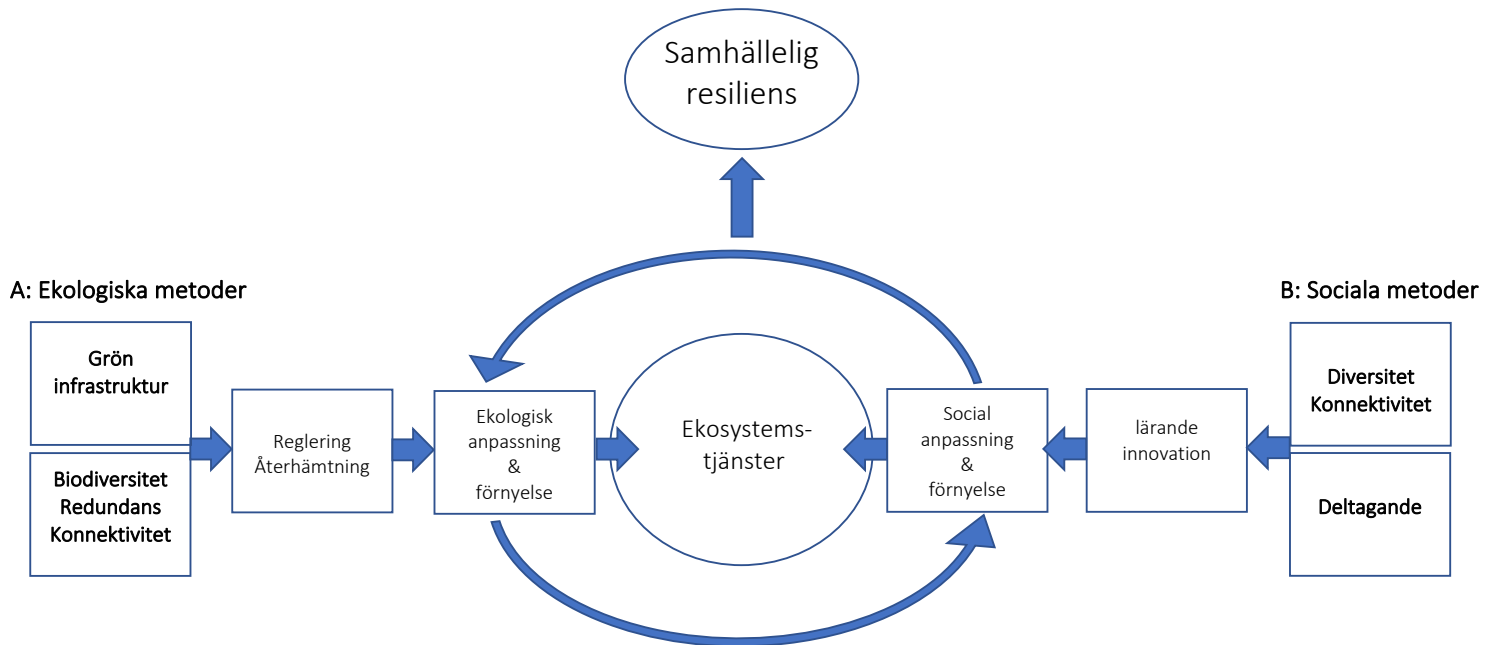 Samhällelig
resiliens
A: Ekologiska metoder
Grön
infrastruktur
Biodiversitet
Redundans
Konnektivitet
Reglering
Återhämtning
Ekologisk
anpassning
&
förnyelse
Ekosystems-
tjänster
Social
anpassning
&
förnyelse
lärande
innovation
B: Sociala metoder
Diversitet
Konnektivitet
Deltagande